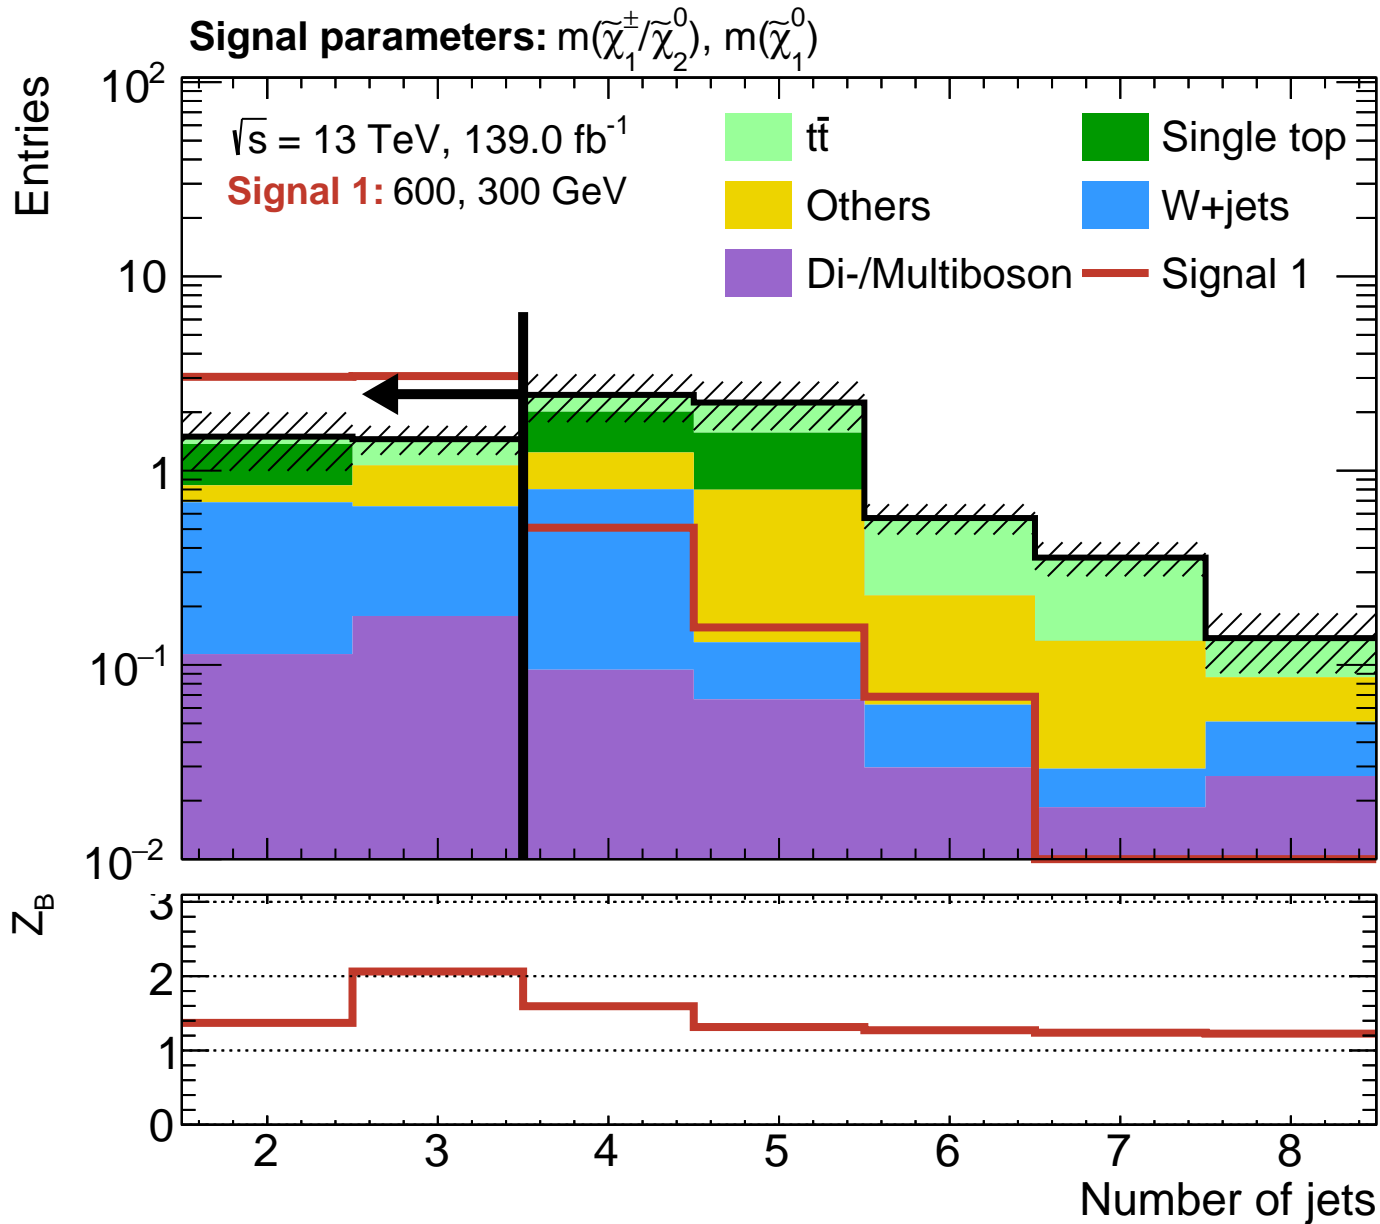 Signal parameters: m(χ̃₁±/χ̃₂⁰), m(χ̃₁⁰)
Entries
10²
10
1
10⁻¹
10⁻²
√s = 13 TeV, 139.0 fb⁻¹
Signal 1: 600, 300 GeV
tt̄
Single top
Others
W+jets
Di-/Multiboson
Signal 1
Z_B
3
2
1
0
2 3 4 5 6 7 8
Number of jets